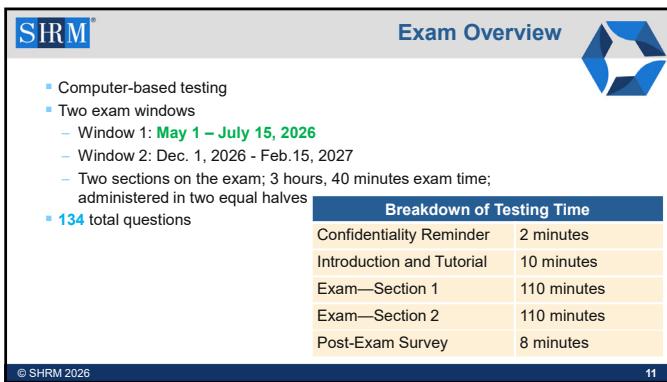 SHRM®
Exam Overview
▪ Computer-based testing
▪ Two exam windows
– Window 1: May 1 – July 15, 2026
– Window 2: Dec. 1, 2026 - Feb.15, 2027
– Two sections on the exam; 3 hours, 40 minutes exam time;
administered in two equal halves
▪ 134 total questions
Breakdown of Testing Time
Confidentiality Reminder 2 minutes
Introduction and Tutorial 10 minutes
Exam—Section 1 110 minutes
Exam—Section 2 110 minutes
Post-Exam Survey 8 minutes
© SHRM 2026 11